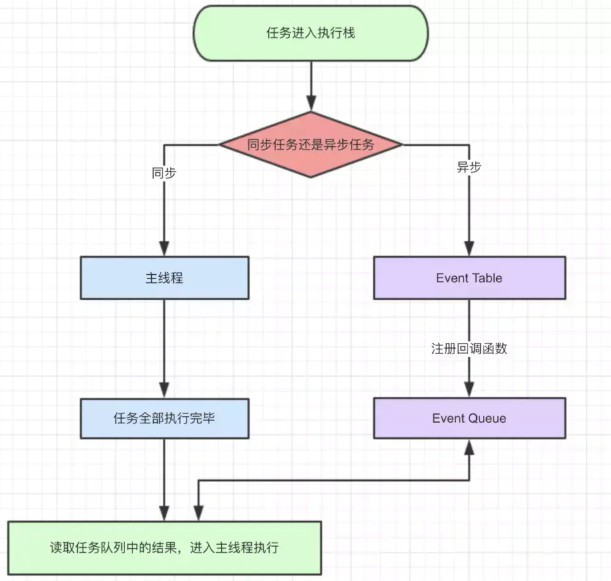 任务进入执行栈
同步任务还是异步任务
同步
异步
主线程
Event Table
注册回调函数
任务全部执行完毕
Event Queue
读取任务队列中的结果，进入主线程执行